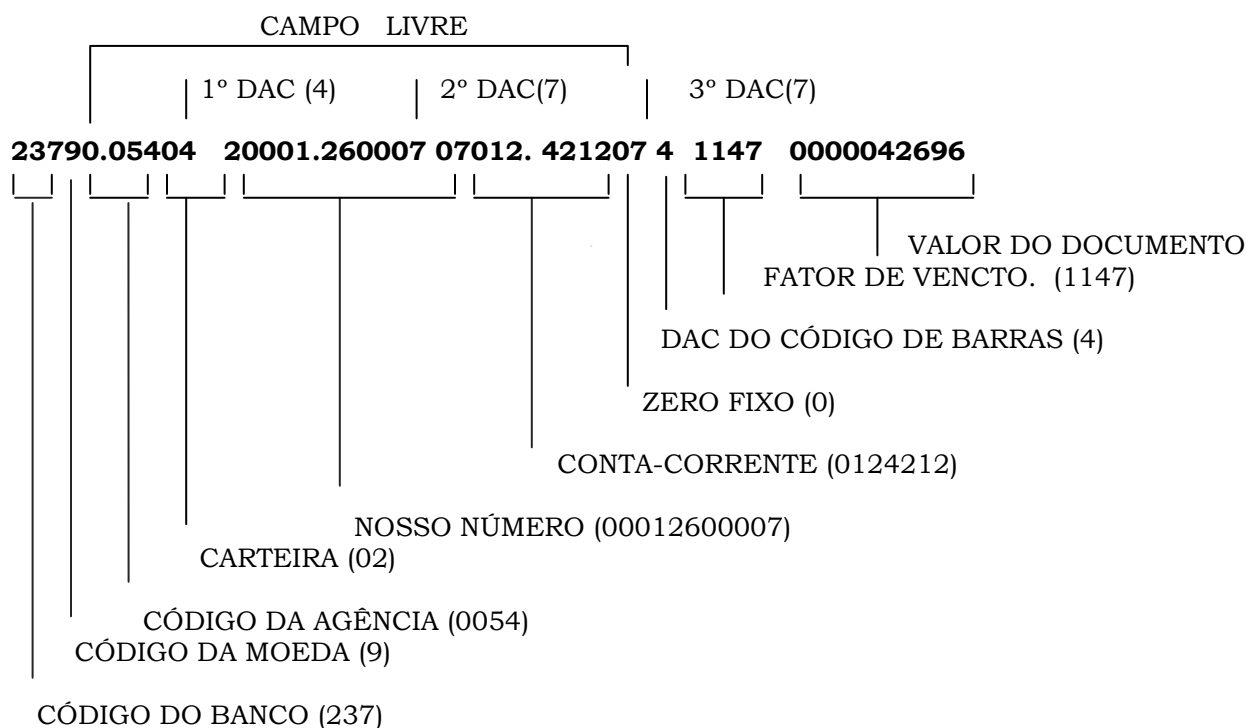 CAMPO LIVRE
1º DAC (4) 2º DAC(7) 3º DAC(7)
23790.05404 20001.260007 07012. 421207 4 1147 0000042696
VALOR DO DOCUMENTO
FATOR DE VENCTO. (1147)
DAC DO CÓDIGO DE BARRAS (4)
ZERO FIXO (0)
CONTA-CORRENTE (0124212)
NOSSO NÚMERO (00012600007)
CARTEIRA (02)
CÓDIGO DA AGÊNCIA (0054)
CÓDIGO DA MOEDA (9)
CÓDIGO DO BANCO (237)